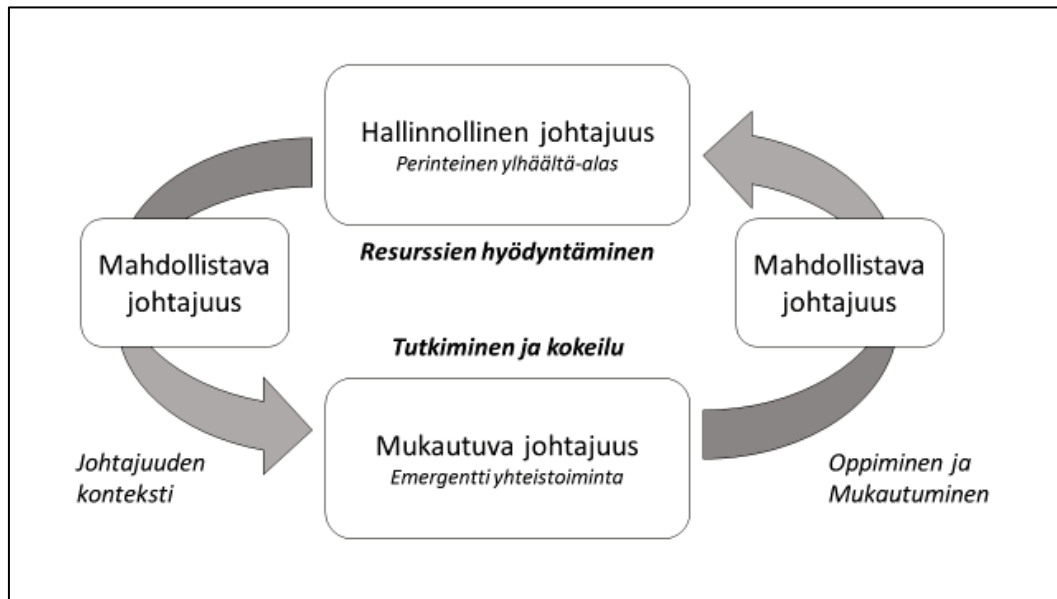 Hallinnollinen johtajuus
Perinteinen ylhäältä-alas
Resurssien hyödyntäminen
Mahdollistava
johtajuus
Mahdollistava
johtajuus
Tutkiminen ja kokeilu
Mukautuva johtajuus
Emergentti yhteistoiminta
Johtajuuden
konteksti
Oppiminen ja
Mukautuminen